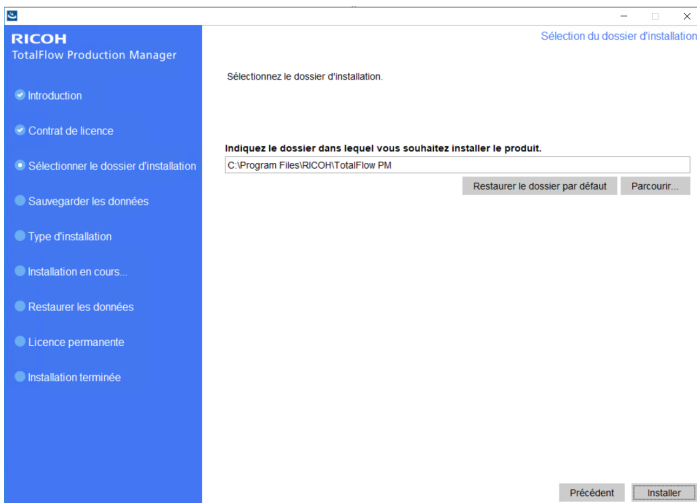 RICOH
TotalFlow Production Manager
Introduction
Contrat de licence
Sélectionner le dossier d'installation
Sauvegarder les données
Type d'installation
Installation en cours...
Restaurer les données
Licence permanente
Installation terminée
Sélection du dossier d'installation
Sélectionnez le dossier d'installation.
Indiquez le dossier dans lequel vous souhaitez installer le produit.
C:\Program Files\RICOH\TotalFlow PM
Restaurer le dossier par défaut Parcourir...
Précédent Installer